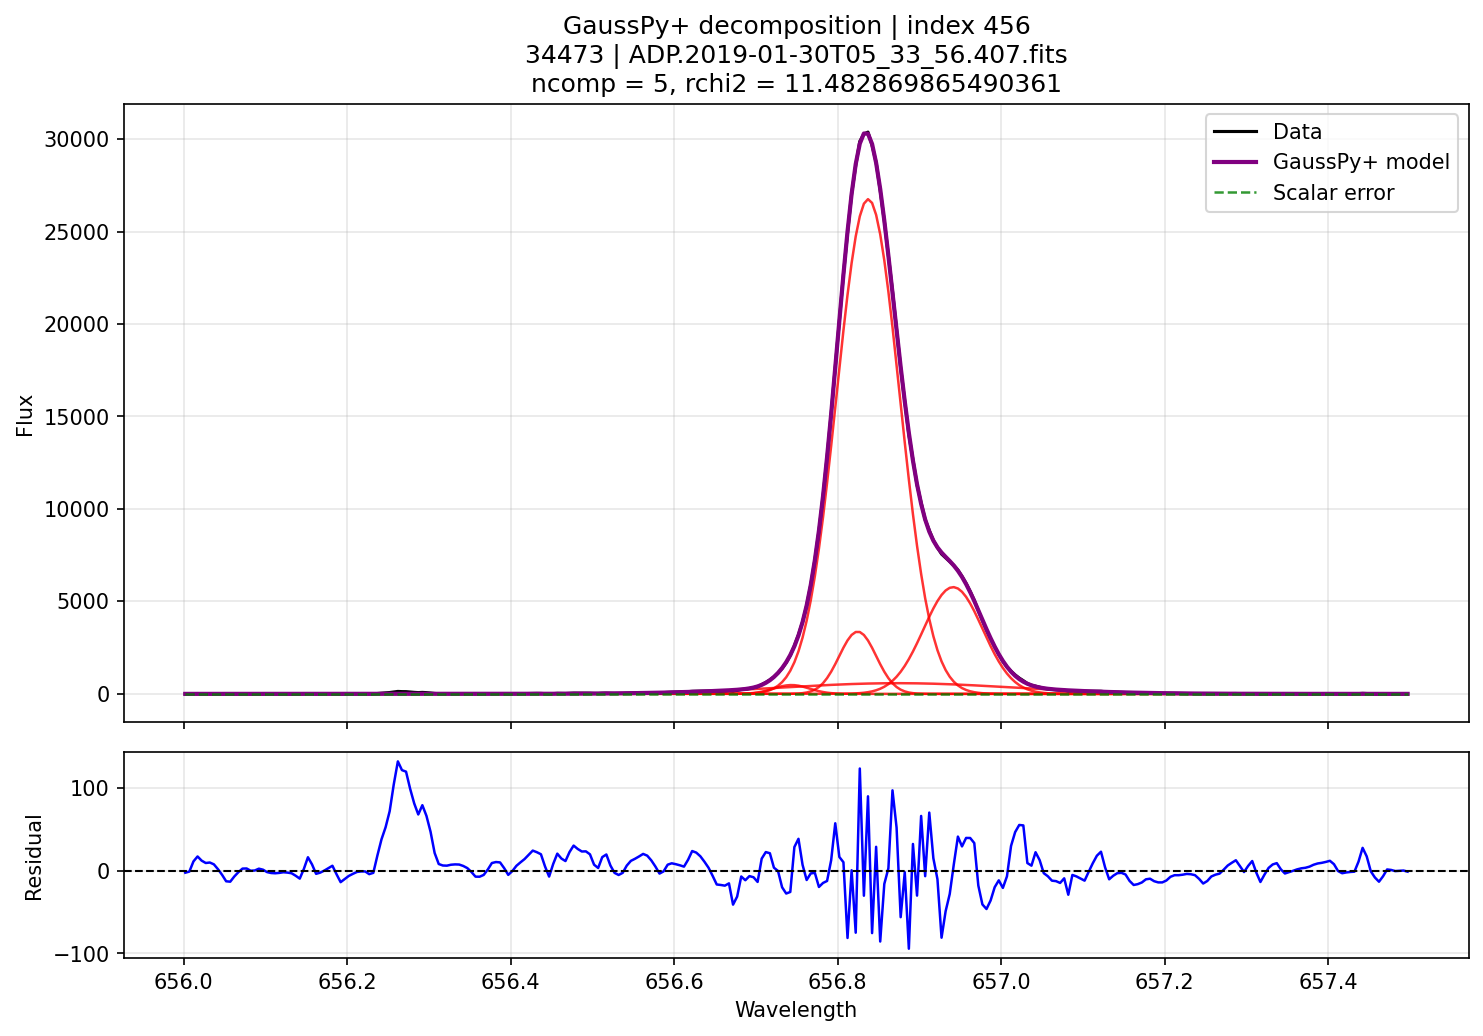 GaussPy+ decomposition | index 456
34473 | ADP.2019-01-30T05_33_56.407.fits
ncomp = 5, rchi2 = 11.482869865490361
Data
GaussPy+ model
Scalar error
Flux
30000
25000
20000
15000
10000
5000
0
Residual
100
0
−100
656.0
656.2
656.4
656.6
656.8
657.0
657.2
657.4
Wavelength